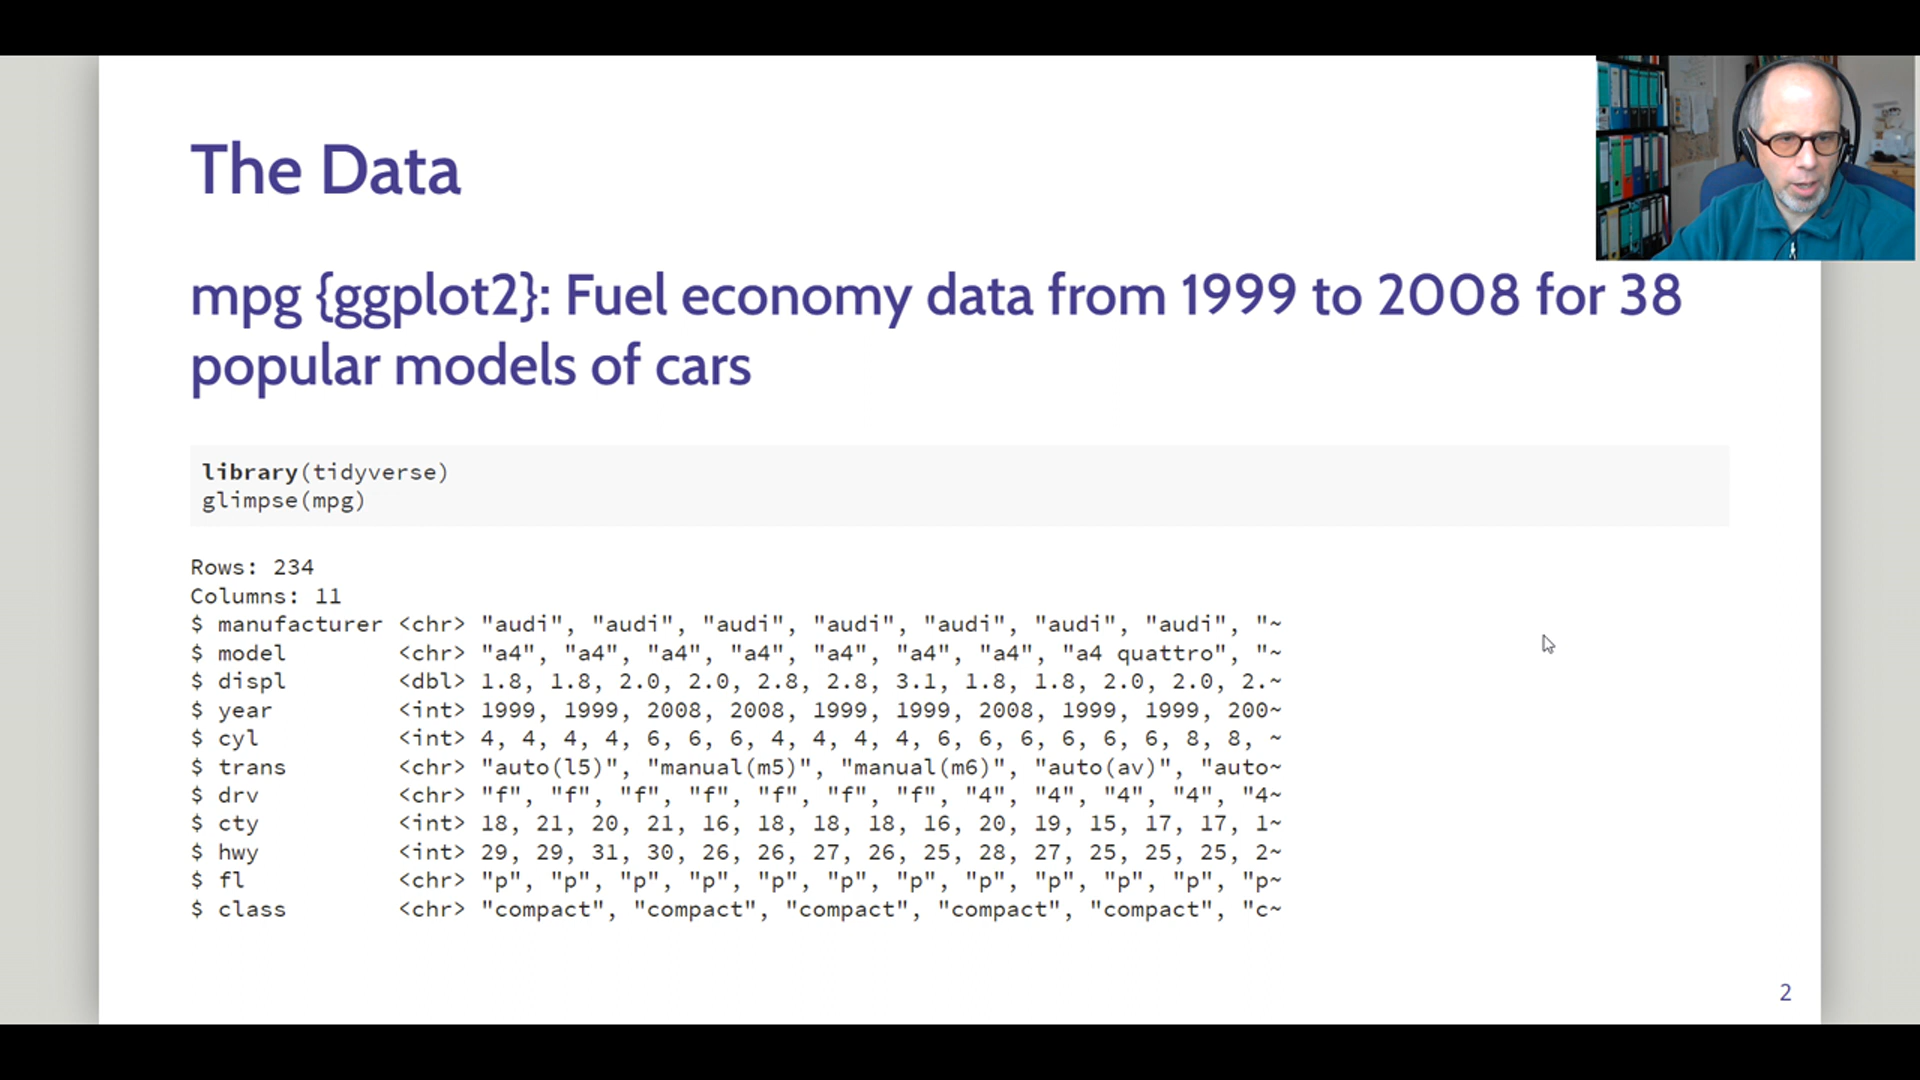 The Data
mpg {ggplot2}: Fuel economy data from 1999 to 2008 for 38
popular models of cars
library(tidyverse)
glimpse(mpg)
Rows: 234
Columns: 11
$ manufacturer <chr> "audi", "audi", "audi", "audi", "audi", "audi", "audi", "~
$ model        <chr> "a4", "a4", "a4", "a4", "a4", "a4", "a4", "a4 quattro", "~
$ displ        <dbl> 1.8, 1.8, 2.0, 2.0, 2.8, 2.8, 3.1, 1.8, 1.8, 2.0, 2.0, 2.~
$ year         <int> 1999, 1999, 2008, 2008, 1999, 1999, 2008, 1999, 1999, 200~
$ cyl          <int> 4, 4, 4, 4, 6, 6, 6, 4, 4, 4, 4, 6, 6, 6, 6, 6, 6, 8, 8, ~
$ trans        <chr> "auto(l5)", "manual(m5)", "manual(m6)", "auto(av)", "auto~
$ drv          <chr> "f", "f", "f", "f", "f", "f", "f", "4", "4", "4", "4", "4~
$ cty          <int> 18, 21, 20, 21, 16, 18, 18, 18, 16, 20, 19, 15, 17, 17, 1~
$ hwy          <int> 29, 29, 31, 30, 26, 26, 27, 26, 25, 28, 27, 25, 25, 25, 2~
$ fl           <chr> "p", "p", "p", "p", "p", "p", "p", "p", "p", "p", "p", "p~
$ class        <chr> "compact", "compact", "compact", "compact", "compact", "c~
2